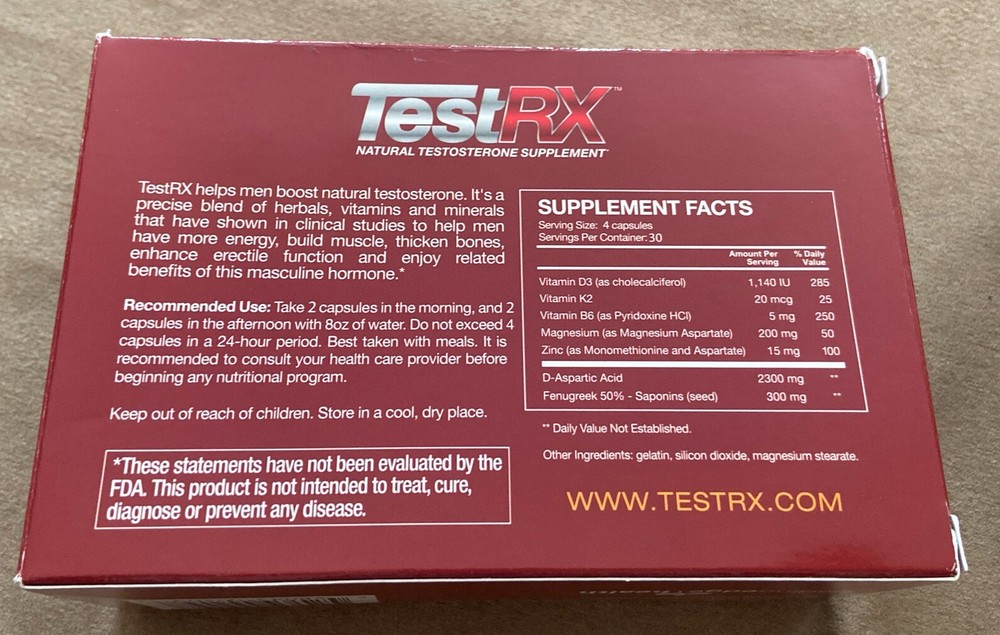 TestRX™
NATURAL TESTOSTERONE SUPPLEMENT
TestRX helps men boost natural testosterone. It's a
precise blend of herbals, vitamins and minerals
that have shown in clinical studies to help men
have more energy, build muscle, thicken bones,
enhance erectile function and enjoy related
benefits of this masculine hormone.*
Recommended Use: Take 2 capsules in the morning, and 2
capsules in the afternoon with 8oz of water. Do not exceed 4
capsules in a 24-hour period. Best taken with meals. It is
recommended to consult your health care provider before
beginning any nutritional program.
Keep out of reach of children. Store in a cool, dry place.
*These statements have not been evaluated by the
FDA. This product is not intended to treat, cure,
diagnose or prevent any disease.
SUPPLEMENT FACTS
Serving Size: 4 capsules
Servings Per Container: 30
Amount Per Serving % Daily Value
Vitamin D3 (as cholecalciferol) 1,140 IU 285
Vitamin K2 20 mcg 25
Vitamin B6 (as Pyridoxine HCl) 5 mg 250
Magnesium (as Magnesium Aspartate) 200 mg 50
Zinc (as Monomethionine and Aspartate) 15 mg 100
D-Aspartic Acid 2300 mg **
Fenugreek 50% - Saponins (seed) 300 mg **
** Daily Value Not Established.
Other Ingredients: gelatin, silicon dioxide, magnesium stearate.
WWW.TESTRX.COM